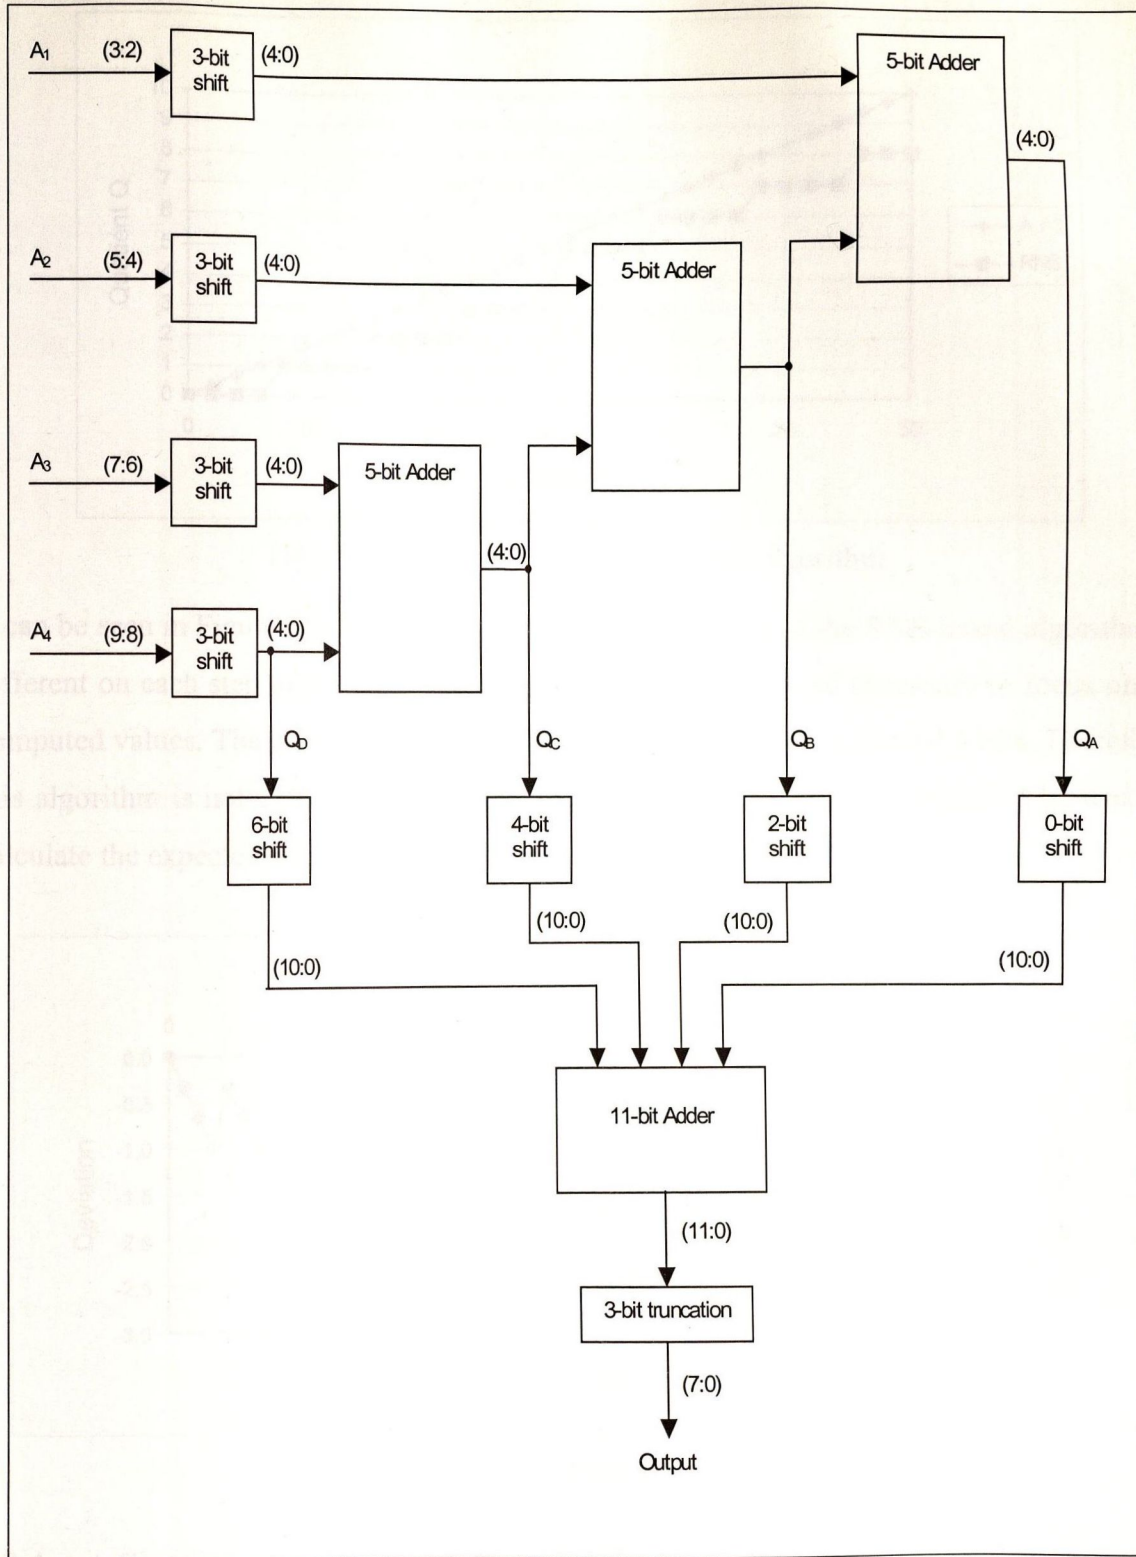 A1 (3:2) 3-bit shift (4:0) 5-bit Adder (4:0)
A2 (5:4) 3-bit shift (4:0) 5-bit Adder
A3 (7:6) 3-bit shift (4:0) 5-bit Adder (4:0)
A4 (9:8) 3-bit shift (4:0)
QD QC QB QA
6-bit shift 4-bit shift 2-bit shift 0-bit shift
(10:0) (10:0) (10:0) (10:0)
11-bit Adder
(11:0)
3-bit truncation
(7:0)
Output